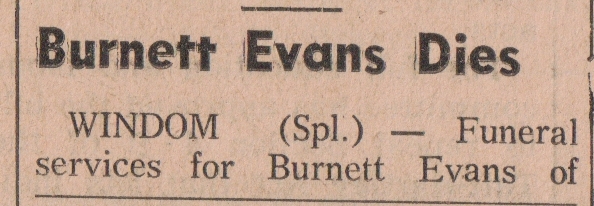 Burnett Evans Dies
WINDOM (Spl.) — Funeral
services for Burnett Evans of